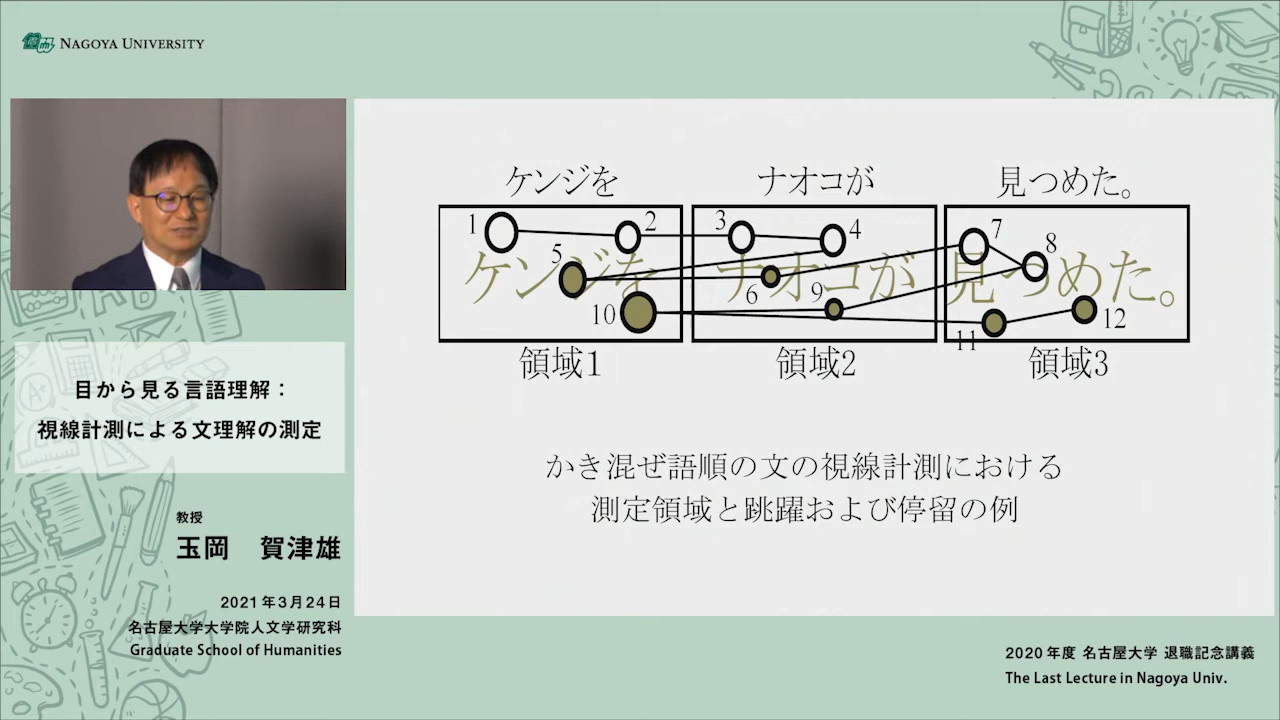 NAGOYA UNIVERSITY
目から見る言語理解：
視線計測による文理解の測定
教授
玉岡　賀津雄
2021年3月24日
名古屋大学大学院人文学研究科
Graduate School of Humanities
ケンジを ナオコが 見つめた。
1 2 3 4 7
5 8
ケンジを ナオコが 見つめた。
6 9
10 11 12
領域1 領域2 領域3
かき混ぜ語順の文の視線計測における
測定領域と跳躍および停留の例
2020年度 名古屋大学 退職記念講義
The Last Lecture in Nagoya Univ.